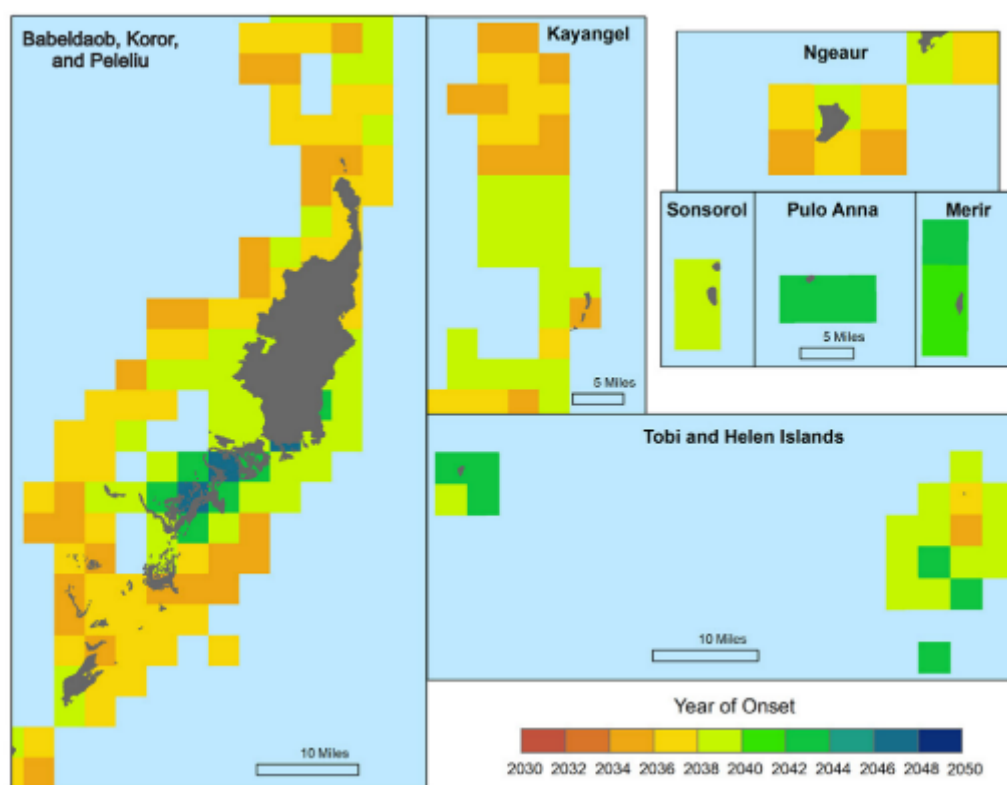 Babeldaob, Koror,
and Peleliu
Kayangel
Ngeaur
Sonsorol
Pulo Anna
Merir
5 Miles
5 Miles
Tobi and Helen Islands
10 Miles
10 Miles
Year of Onset
2030 2032 2034 2036 2038 2040 2042 2044 2046 2048 2050